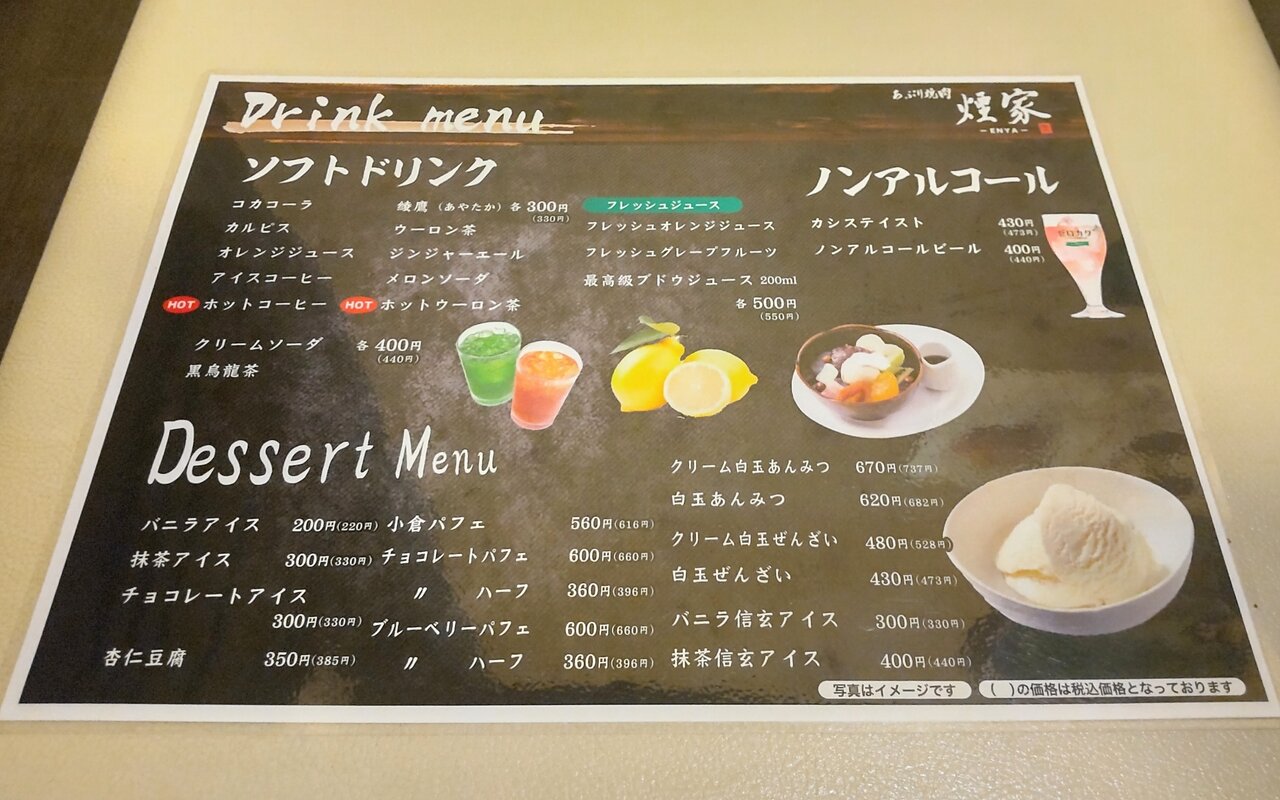 Drink menu
あぶり焼肉 煙家
-ENYA-
ソフトドリンク
コカコーラ
カルピス
オレンジジュース
アイスコーヒー
HOT ホットコーヒー
綾鷹 (あやたか) 各 300円
(330円)
ウーロン茶
ジンジャーエール
メロンソーダ
HOT ホットウーロン茶
クリームソーダ 各 400円
(440円)
黒烏龍茶
フレッシュジュース
フレッシュオレンジジュース
フレッシュグレープフルーツ
最高級ブドウジュース 200ml
各 500円
(550円)
ノンアルコール
カシステイスト 430円
(473円)
ノンアルコールビール 400円
(440円)
ゼロカク
Dessert Menu
バニラアイス 200円(220円)
抹茶アイス 300円(330円)
チョコレートアイス
300円(330円)
杏仁豆腐 350円(385円)
小倉パフェ 560円(616円)
チョコレートパフェ 600円(660円)
〃 ハーフ 360円(396円)
ブルーベリーパフェ 600円(660円)
〃 ハーフ 360円(396円)
クリーム白玉あんみつ 670円(737円)
白玉あんみつ 620円(682円)
クリーム白玉ぜんざい 480円(528円)
白玉ぜんざい 430円(473円)
バニラ信玄アイス 300円(330円)
抹茶信玄アイス 400円(440円)
写真はイメージです
( )の価格は税込価格となっております